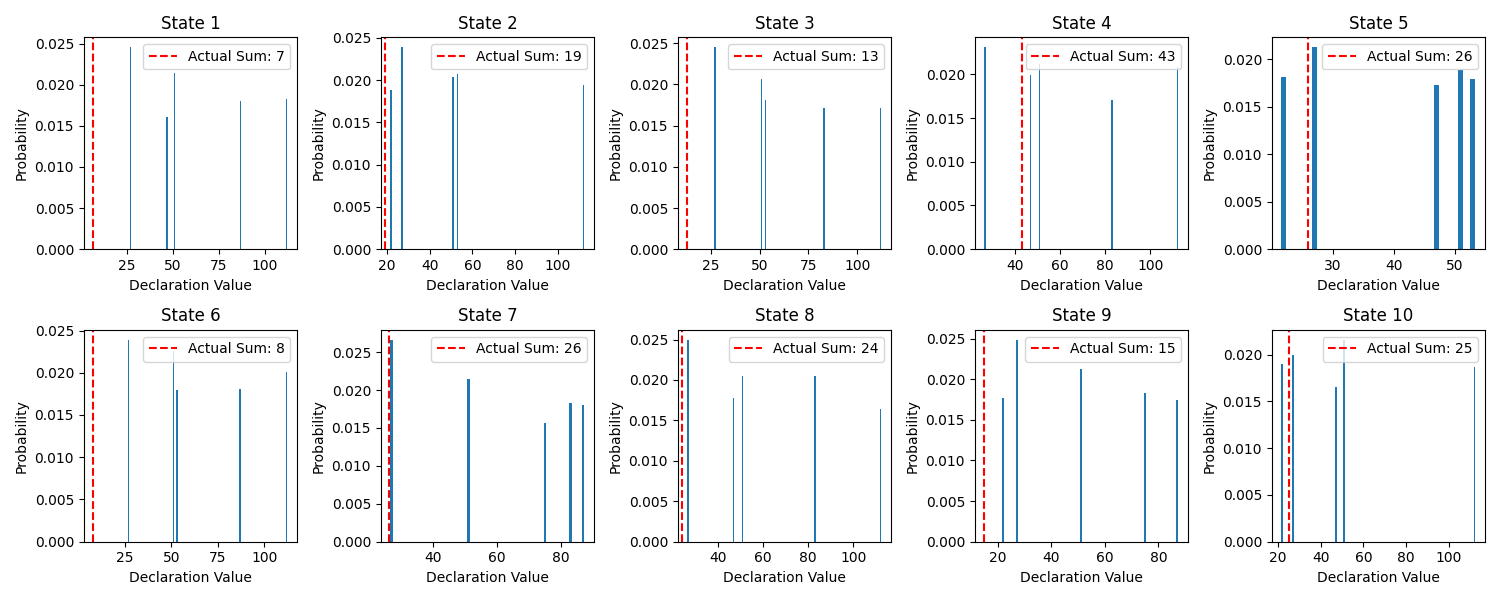 State 1
Actual Sum: 7
Probability
0.025
0.020
0.015
0.010
0.005
0.000
25 50 75 100
Declaration Value
State 2
Actual Sum: 19
Probability
0.025
0.020
0.015
0.010
0.005
0.000
20 40 60 80 100
Declaration Value
State 3
Actual Sum: 13
Probability
0.025
0.020
0.015
0.010
0.005
0.000
25 50 75 100
Declaration Value
State 4
Actual Sum: 43
Probability
0.020
0.015
0.010
0.005
0.000
40 60 80 100
Declaration Value
State 5
Actual Sum: 26
Probability
0.020
0.015
0.010
0.005
0.000
30 40 50
Declaration Value
State 6
Actual Sum: 8
Probability
0.025
0.020
0.015
0.010
0.005
0.000
25 50 75 100
Declaration Value
State 7
Actual Sum: 26
Probability
0.025
0.020
0.015
0.010
0.005
0.000
40 60 80
Declaration Value
State 8
Actual Sum: 24
Probability
0.025
0.020
0.015
0.010
0.005
0.000
40 60 80 100
Declaration Value
State 9
Actual Sum: 15
Probability
0.025
0.020
0.015
0.010
0.005
0.000
20 40 60 80
Declaration Value
State 10
Actual Sum: 25
Probability
0.020
0.015
0.010
0.005
0.000
20 40 60 80 100
Declaration Value